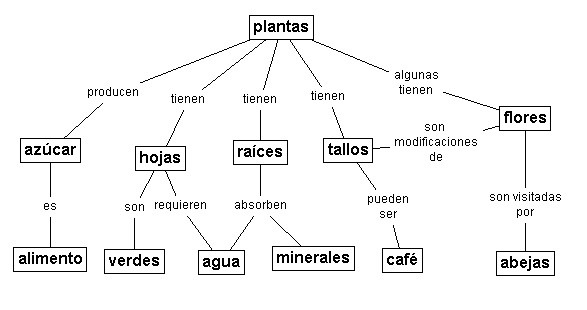 plantas
producen
tienen
tienen
tienen
algunas
tienen
azúcar
hojas
raíces
tallos
son
modificaciones
de
flores
es
son
requieren
absorben
pueden
ser
son visitadas
por
alimento
verdes
agua
minerales
café
abejas